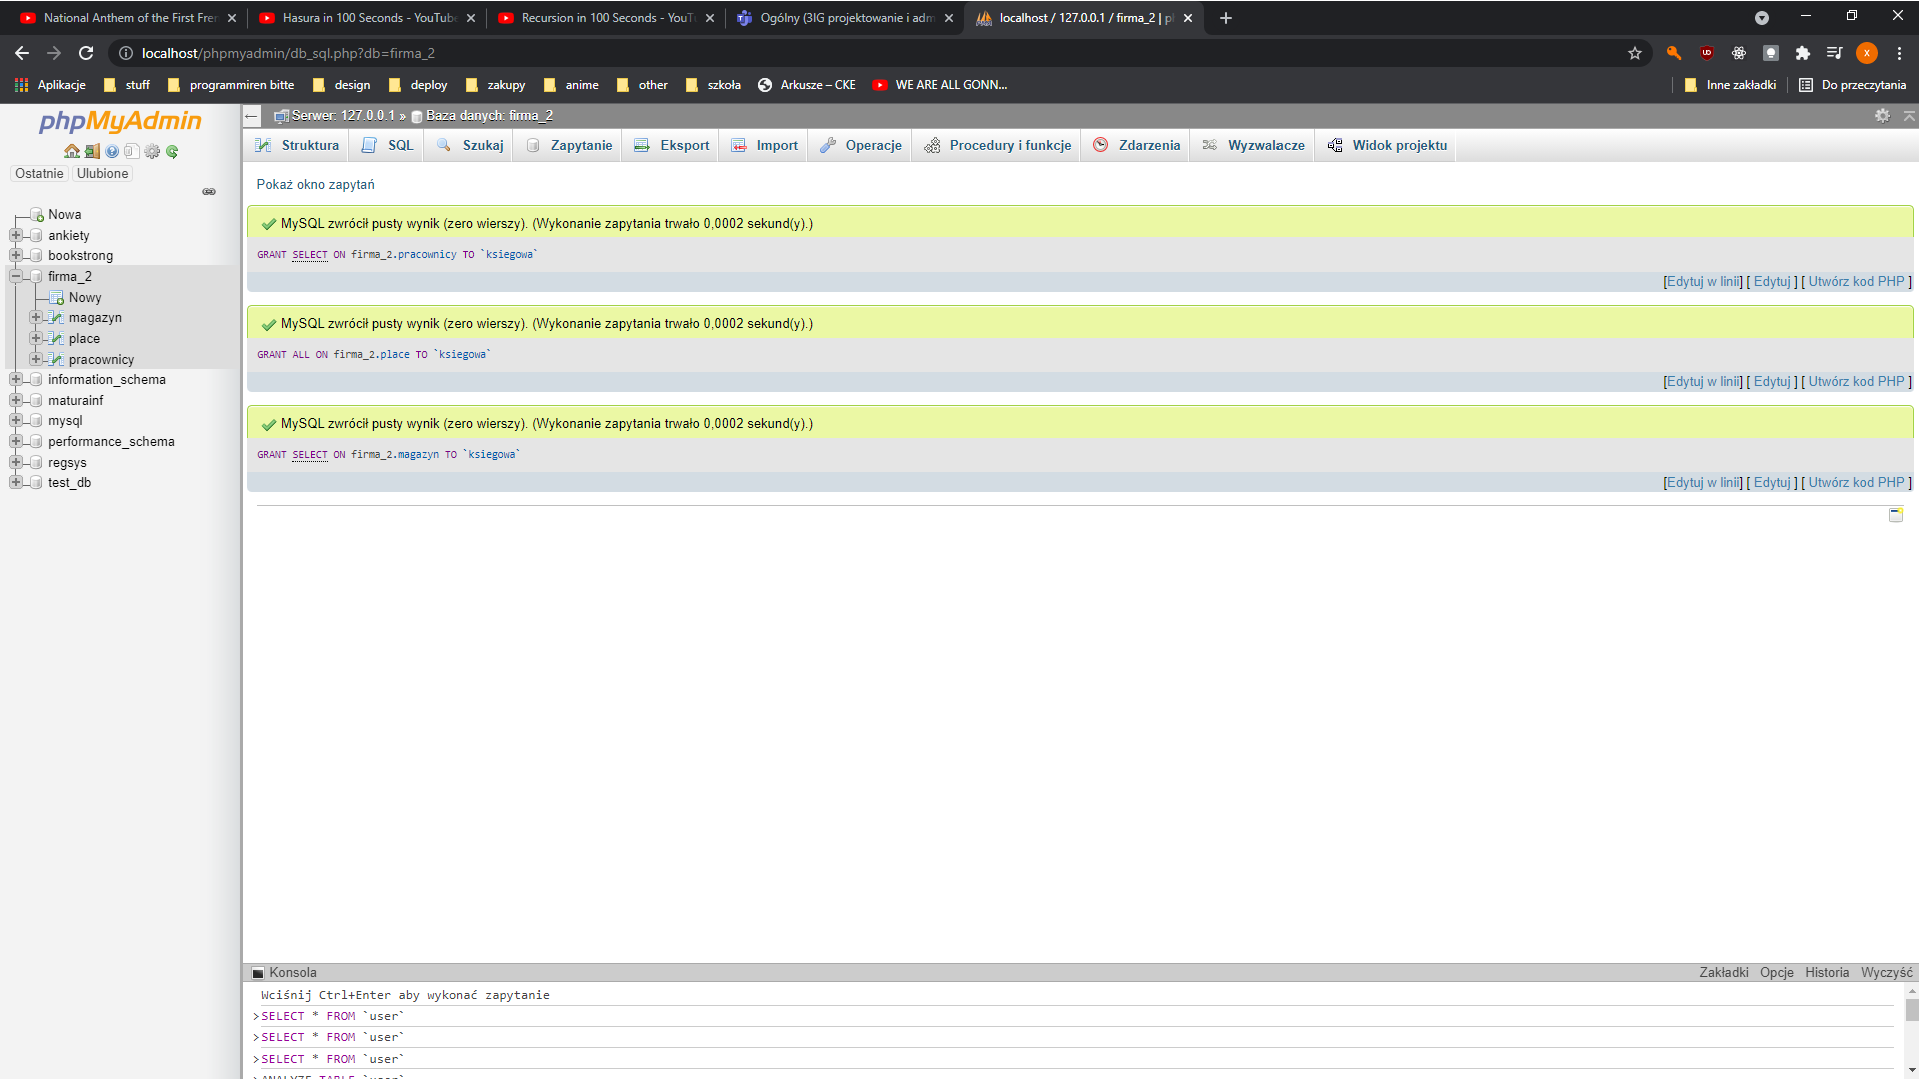 National Anthem of the First Fre
Hasura in 100 Seconds - YouTube
Recursion in 100 Seconds - YouT
Ogólny (3IG projektowanie i adm
localhost / 127.0.0.1 / firma_2 | p
localhost/phpmyadmin/db_sql.php?db=firma_2
Aplikacje
stuff
programmiren bitte
design
deploy
zakupy
anime
other
szkoła
Arkusze – CKE
WE ARE ALL GONN...
Inne zakładki
Do przeczytania
phpMyAdmin
Ostatnie
Ulubione
Nowa
ankiety
bookstrong
firma_2
Nowy
magazyn
place
pracownicy
information_schema
maturainf
mysql
performance_schema
regsys
test_db
Serwer: 127.0.0.1 » Baza danych: firma_2
Struktura
SQL
Szukaj
Zapytanie
Eksport
Import
Operacje
Procedury i funkcje
Zdarzenia
Wyzwalacze
Widok projektu
Pokaż okno zapytań
MySQL zwrócił pusty wynik (zero wierszy). (Wykonanie zapytania trwało 0,0002 sekund(y).)
GRANT SELECT ON firma_2.pracownicy TO `ksiegowa`
[Edytuj w linii] [ Edytuj ] [ Utwórz kod PHP ]
MySQL zwrócił pusty wynik (zero wierszy). (Wykonanie zapytania trwało 0,0002 sekund(y).)
GRANT ALL ON firma_2.place TO `ksiegowa`
[Edytuj w linii] [ Edytuj ] [ Utwórz kod PHP ]
MySQL zwrócił pusty wynik (zero wierszy). (Wykonanie zapytania trwało 0,0002 sekund(y).)
GRANT SELECT ON firma_2.magazyn TO `ksiegowa`
[Edytuj w linii] [ Edytuj ] [ Utwórz kod PHP ]
Konsola
Zakładki
Opcje
Historia
Wyczyść
Wciśnij Ctrl+Enter aby wykonać zapytanie
>SELECT * FROM `user`
>SELECT * FROM `user`
>SELECT * FROM `user`
>ANALYZE TABLE `user`